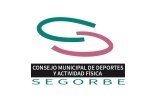 CONSEJO MUNICIPAL DE DEPORTES
Y ACTIVIDAD FÍSICA
SEGORBE